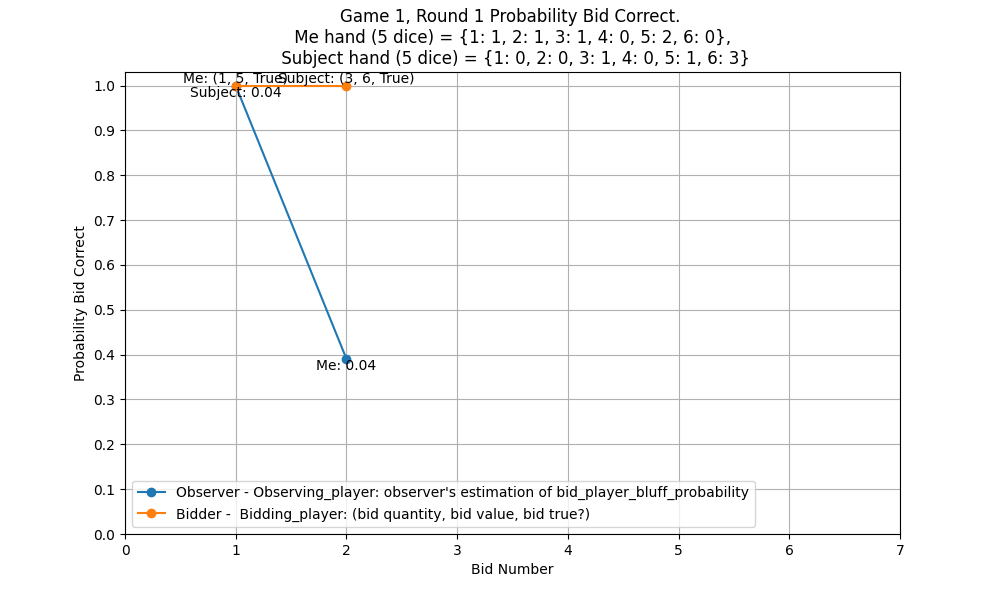 Game 1, Round 1 Probability Bid Correct.
Me hand (5 dice) = {1: 1, 2: 1, 3: 1, 4: 0, 5: 2, 6: 0},
Subject hand (5 dice) = {1: 0, 2: 0, 3: 1, 4: 0, 5: 1, 6: 3}
Me: (1, 5, True)
Subject: (3, 6, True)
Subject: 0.04
Me: 0.04
1.0
0.9
0.8
0.7
0.6
0.5
0.4
0.3
0.2
0.1
0.0
Probability Bid Correct
Observer - Observing_player: observer's estimation of bid_player_bluff_probability
Bidder -  Bidding_player: (bid quantity, bid value, bid true?)
0 1 2 3 4 5 6 7
Bid Number